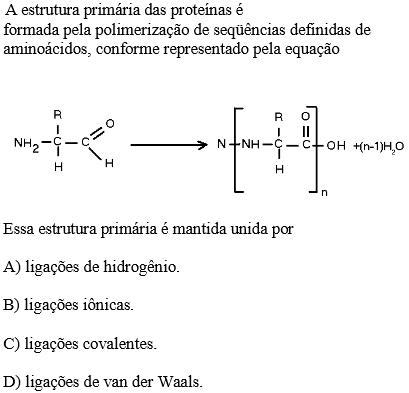 A estrutura primária das proteínas é
formada pela polimerização de seqüências definidas de
aminoácidos, conforme representado pela equação
R
NH2-C-C
O
H
H
N
NH-C-C
R
O
H
OH +(n-1)H2O
n
Essa estrutura primária é mantida unida por
A) ligações de hidrogênio.
B) ligações iônicas.
C) ligações covalentes.
D) ligações de van der Waals.